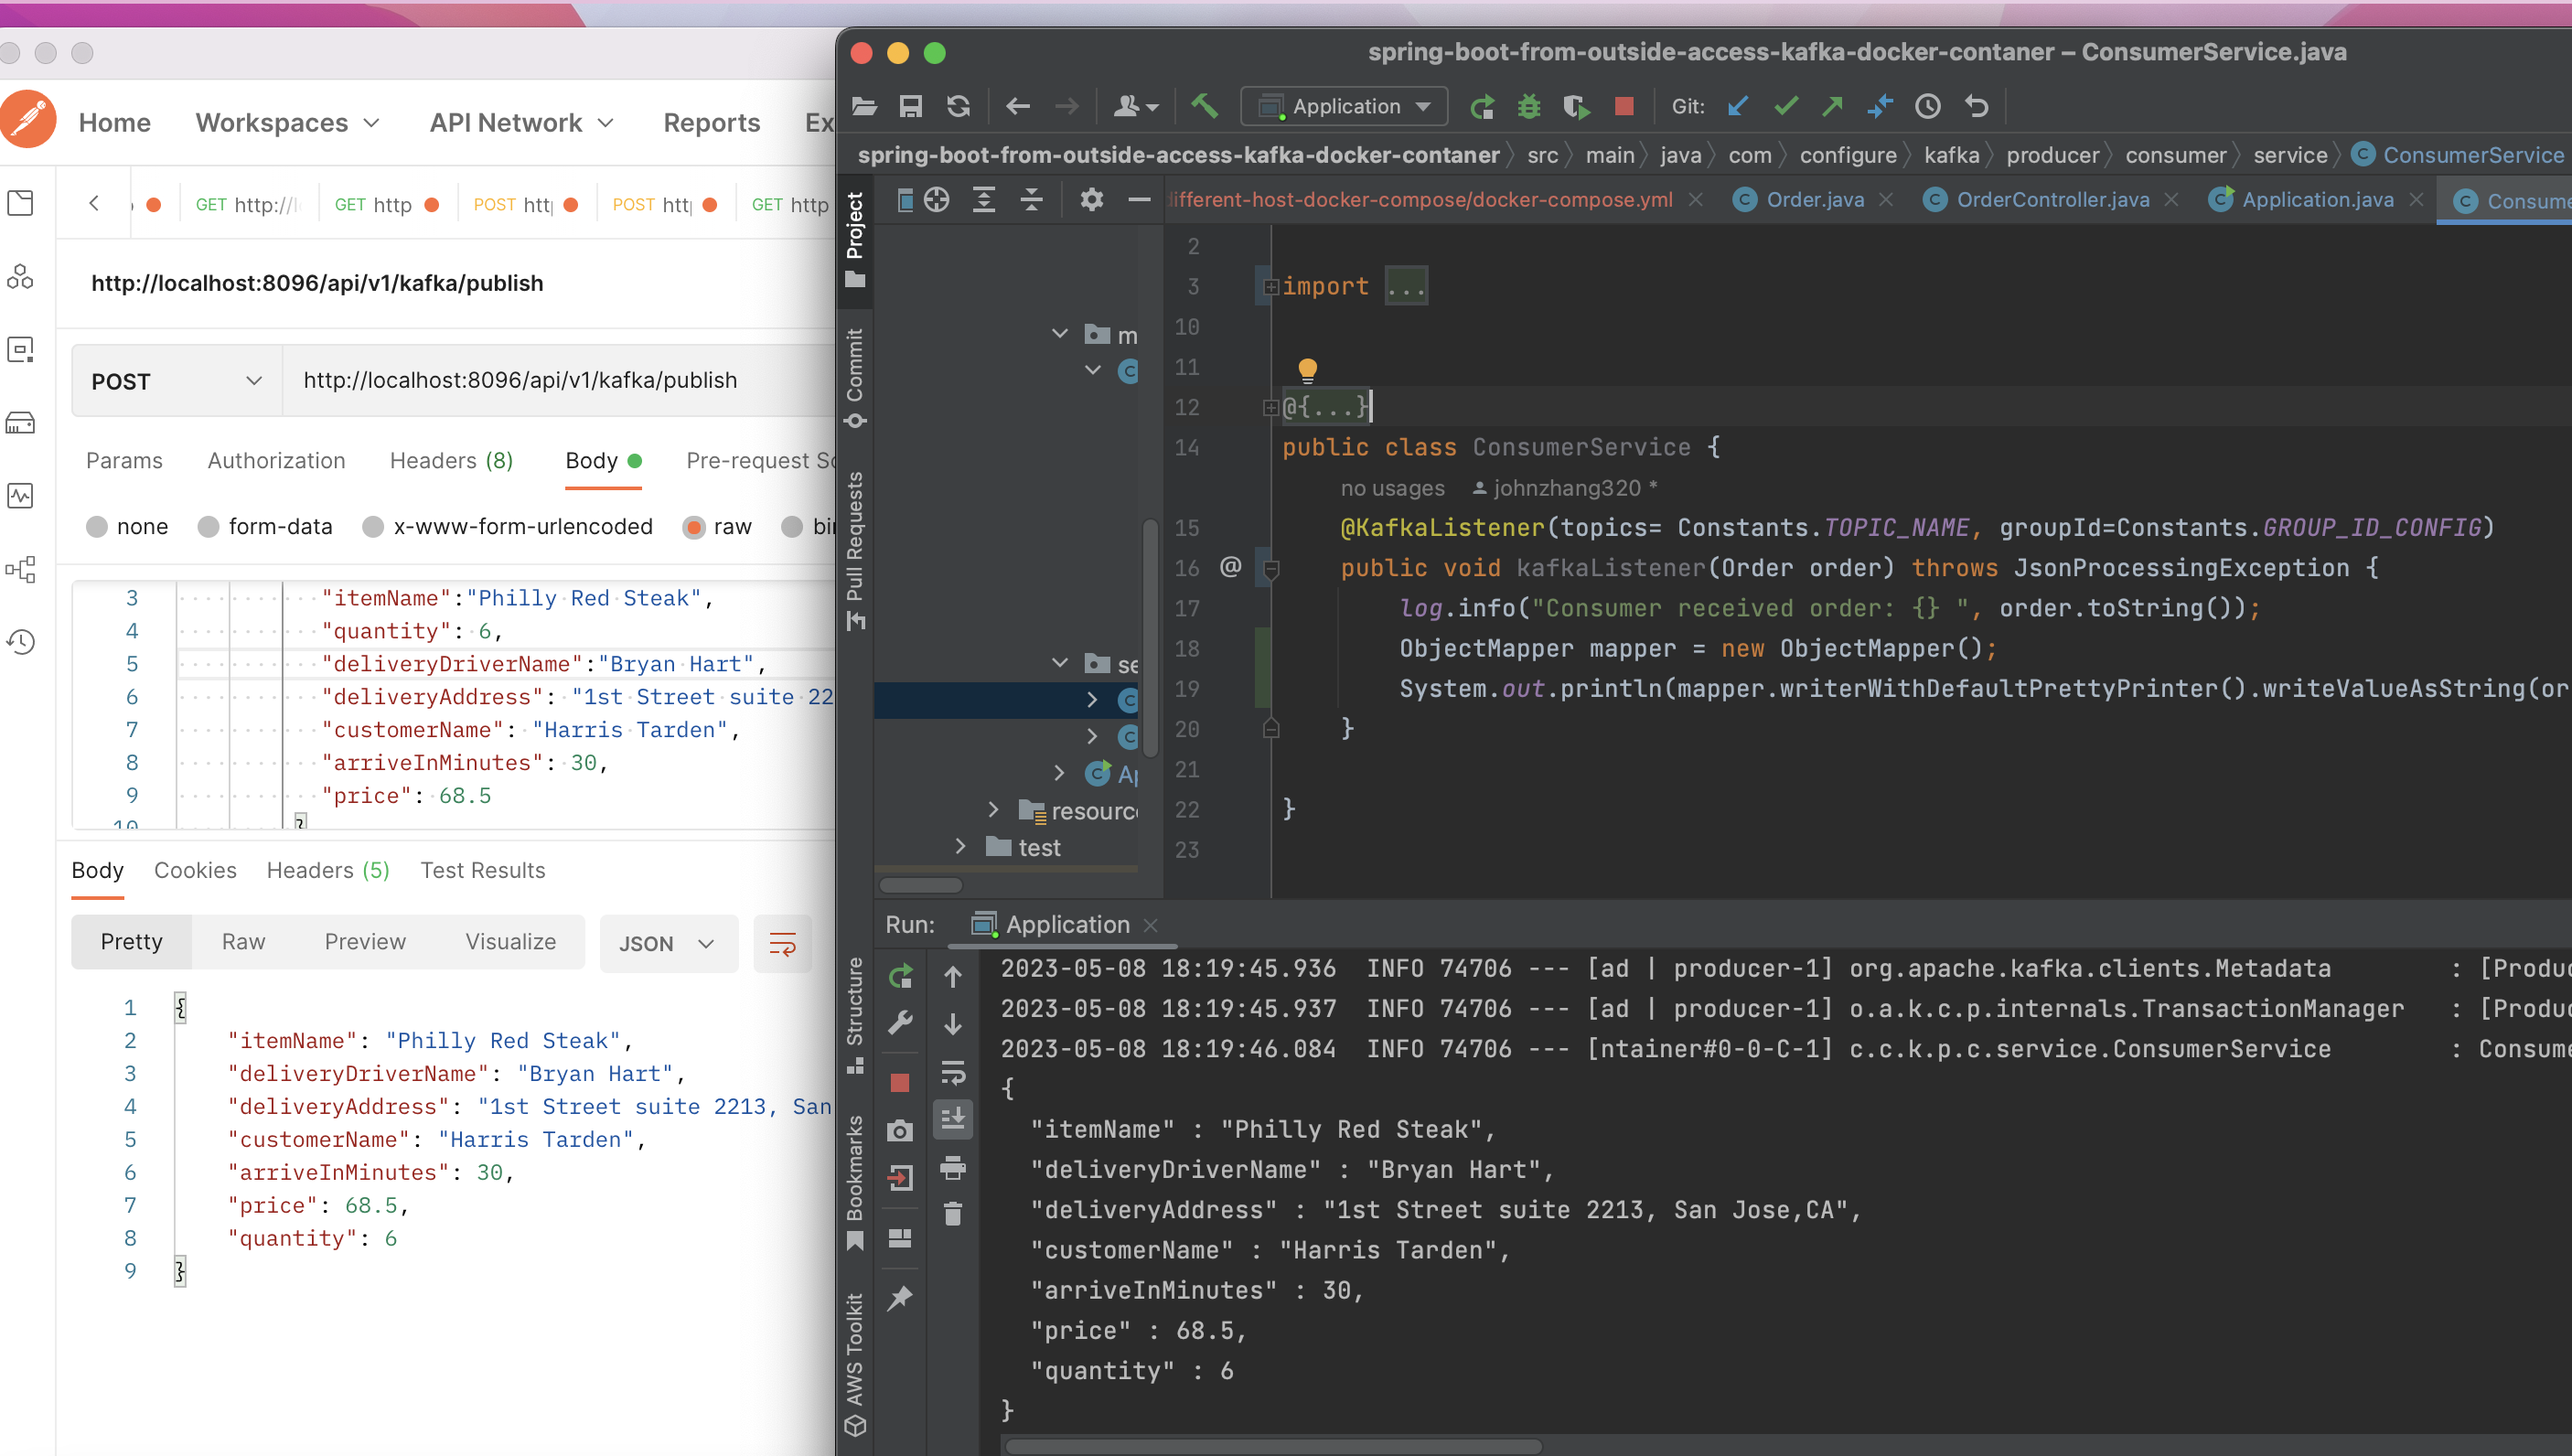 Home Workspaces API Network Reports Ex
GET http://l GET http POST htt POST htt GET http
http://localhost:8096/api/v1/kafka/publish
POST http://localhost:8096/api/v1/kafka/publish
Params Authorization Headers (8) Body Pre-request Sc
none form-data x-www-form-urlencoded raw bin
3 "itemName":"Philly Red Steak",
4 "quantity": 6,
5 "deliveryDriverName":"Bryan Hart",
6 "deliveryAddress": "1st Street suite 22
7 "customerName": "Harris Tarden",
8 "arriveInMinutes": 30,
9 "price": 68.5
10 }
Body Cookies Headers (5) Test Results
Pretty Raw Preview Visualize JSON
1 {
2 "itemName": "Philly Red Steak",
3 "deliveryDriverName": "Bryan Hart",
4 "deliveryAddress": "1st Street suite 2213, San
5 "customerName": "Harris Tarden",
6 "arriveInMinutes": 30,
7 "price": 68.5,
8 "quantity": 6
9 }
spring-boot-from-outside-access-kafka-docker-contaner – ConsumerService.java
Application Git:
spring-boot-from-outside-access-kafka-docker-contaner src main java com configure kafka producer consumer service ConsumerService
ifferent-host-docker-compose/docker-compose.yml Order.java OrderController.java Application.java Consume
Project
Commit
Pull Requests
Structure
Bookmarks
AWS Toolkit
m
se
Ap
resourc
test
2
3 import ...
10
11
12 @{...}
14 public class ConsumerService {
no usages johnzhang320 *
15 @KafkaListener(topics= Constants.TOPIC_NAME, groupId=Constants.GROUP_ID_CONFIG)
16 public void kafkaListener(Order order) throws JsonProcessingException {
17 log.info("Consumer received order: {} ", order.toString());
18 ObjectMapper mapper = new ObjectMapper();
19 System.out.println(mapper.writerWithDefaultPrettyPrinter().writeValueAsString(or
20 }
21
22 }
23
Run: Application
2023-05-08 18:19:45.936 INFO 74706 --- [ad | producer-1] org.apache.kafka.clients.Metadata : [Produc
2023-05-08 18:19:45.937 INFO 74706 --- [ad | producer-1] o.a.k.c.p.internals.TransactionManager : [Produc
2023-05-08 18:19:46.084 INFO 74706 --- [ntainer#0-0-C-1] c.c.k.p.c.service.ConsumerService : Consume
{
"itemName" : "Philly Red Steak",
"deliveryDriverName" : "Bryan Hart",
"deliveryAddress" : "1st Street suite 2213, San Jose,CA",
"customerName" : "Harris Tarden",
"arriveInMinutes" : 30,
"price" : 68.5,
"quantity" : 6
}